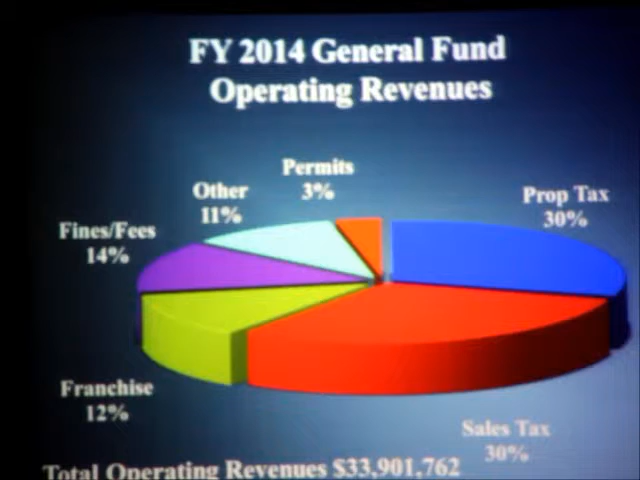 FY 2014 General Fund
Operating Revenues
Permits
3%
Other
11%
Prop Tax
30%
Fines/Fees
14%
Franchise
12%
Sales Tax
30%
Total Operating Revenues $33,901,762